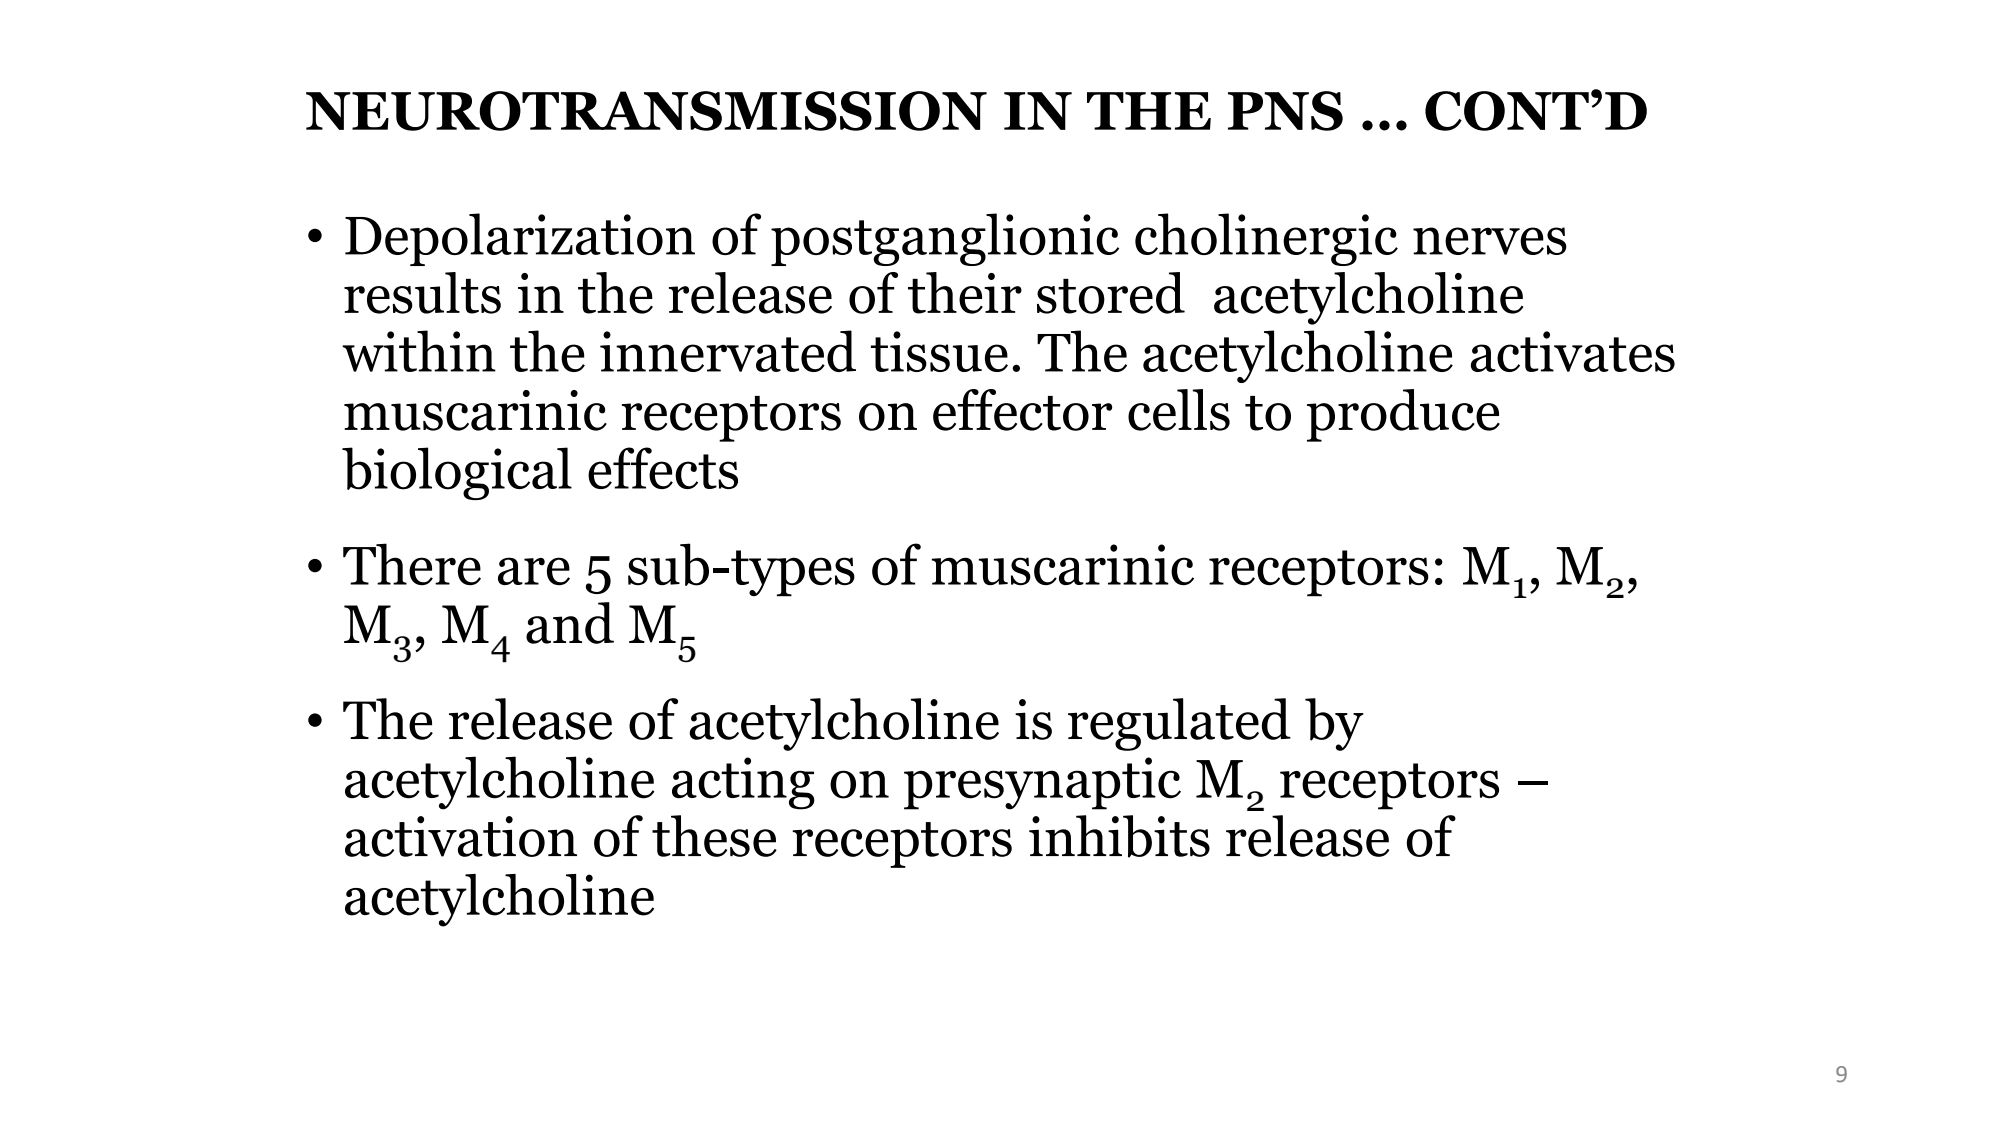 NEUROTRANSMISSION IN THE PNS … CONT’D
• Depolarization of postganglionic cholinergic nerves
results in the release of their stored  acetylcholine
within the innervated tissue. The acetylcholine activates
muscarinic receptors on effector cells to produce
biological effects
• There are 5 sub-types of muscarinic receptors: M₁, M₂,
M₃, M₄ and M₅
• The release of acetylcholine is regulated by
acetylcholine acting on presynaptic M₂ receptors –
activation of these receptors inhibits release of
acetylcholine
9